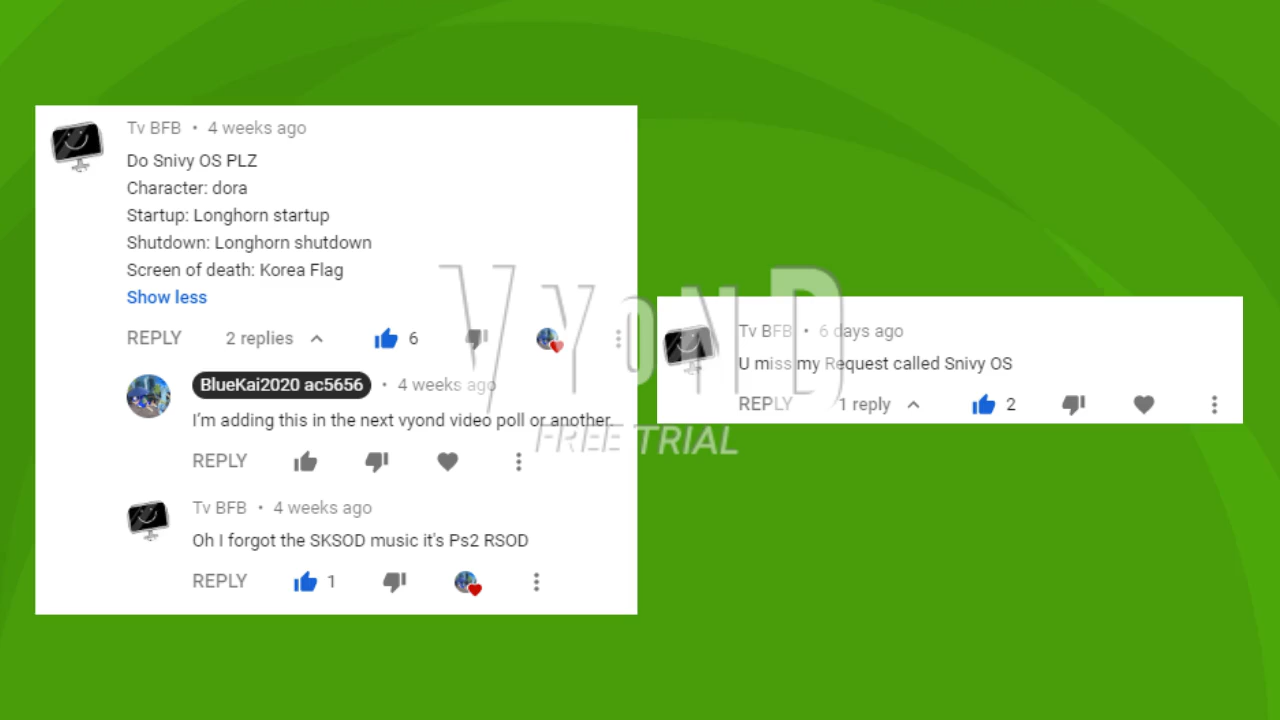 Tv BFB • 4 weeks ago
Do Snivy OS PLZ
Character: dora
Startup: Longhorn startup
Shutdown: Longhorn shutdown
Screen of death: Korea Flag
Show less
REPLY 2 replies 6
BlueKai2020 ac5656 • 4 weeks ago
I'm adding this in the next vyond video poll or another.
REPLY
Tv BFB • 4 weeks ago
Oh I forgot the SKSOD music it's Ps2 RSOD
REPLY 1
Tv BFB • 6 days ago
U miss my Request called Snivy OS
REPLY 1 reply 2
VYOND
FREE TRIAL